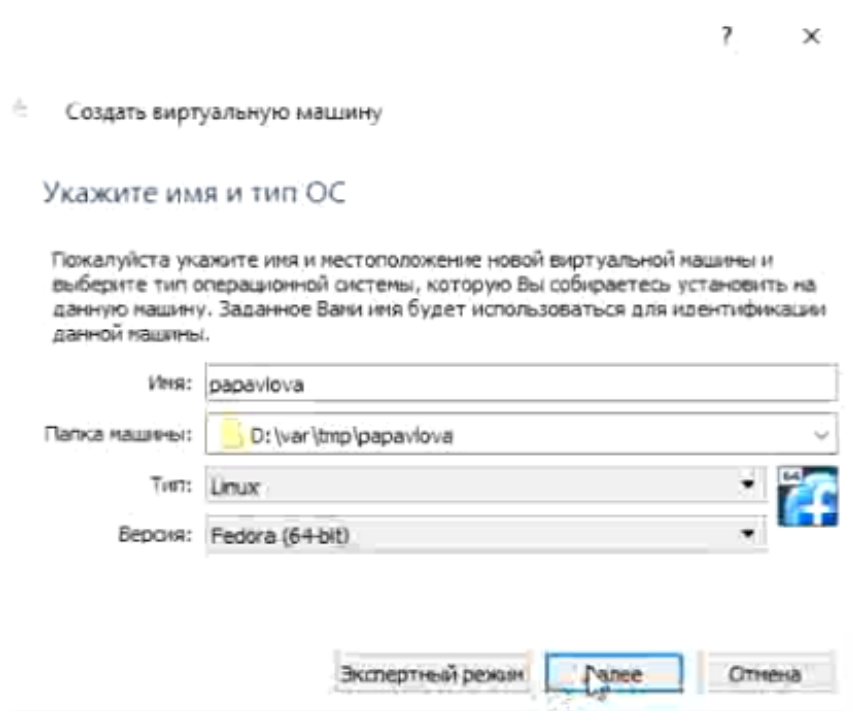 ?
×
Создать виртуальную машину
Укажите имя и тип ОС
Пожалуйста укажите имя и местоположение новой виртуальной машины и
выберите тип операционной системы, которую Вы собираетесь установить на
данную машину. Заданное Вами имя будет использоваться для идентификации
данной машины.
Имя: papavlova
Папка машины: D:\var\tmp\papavlova
Тип: Linux
64
Версия: Fedora (64-bit)
Экспертный режим Далее Отмена